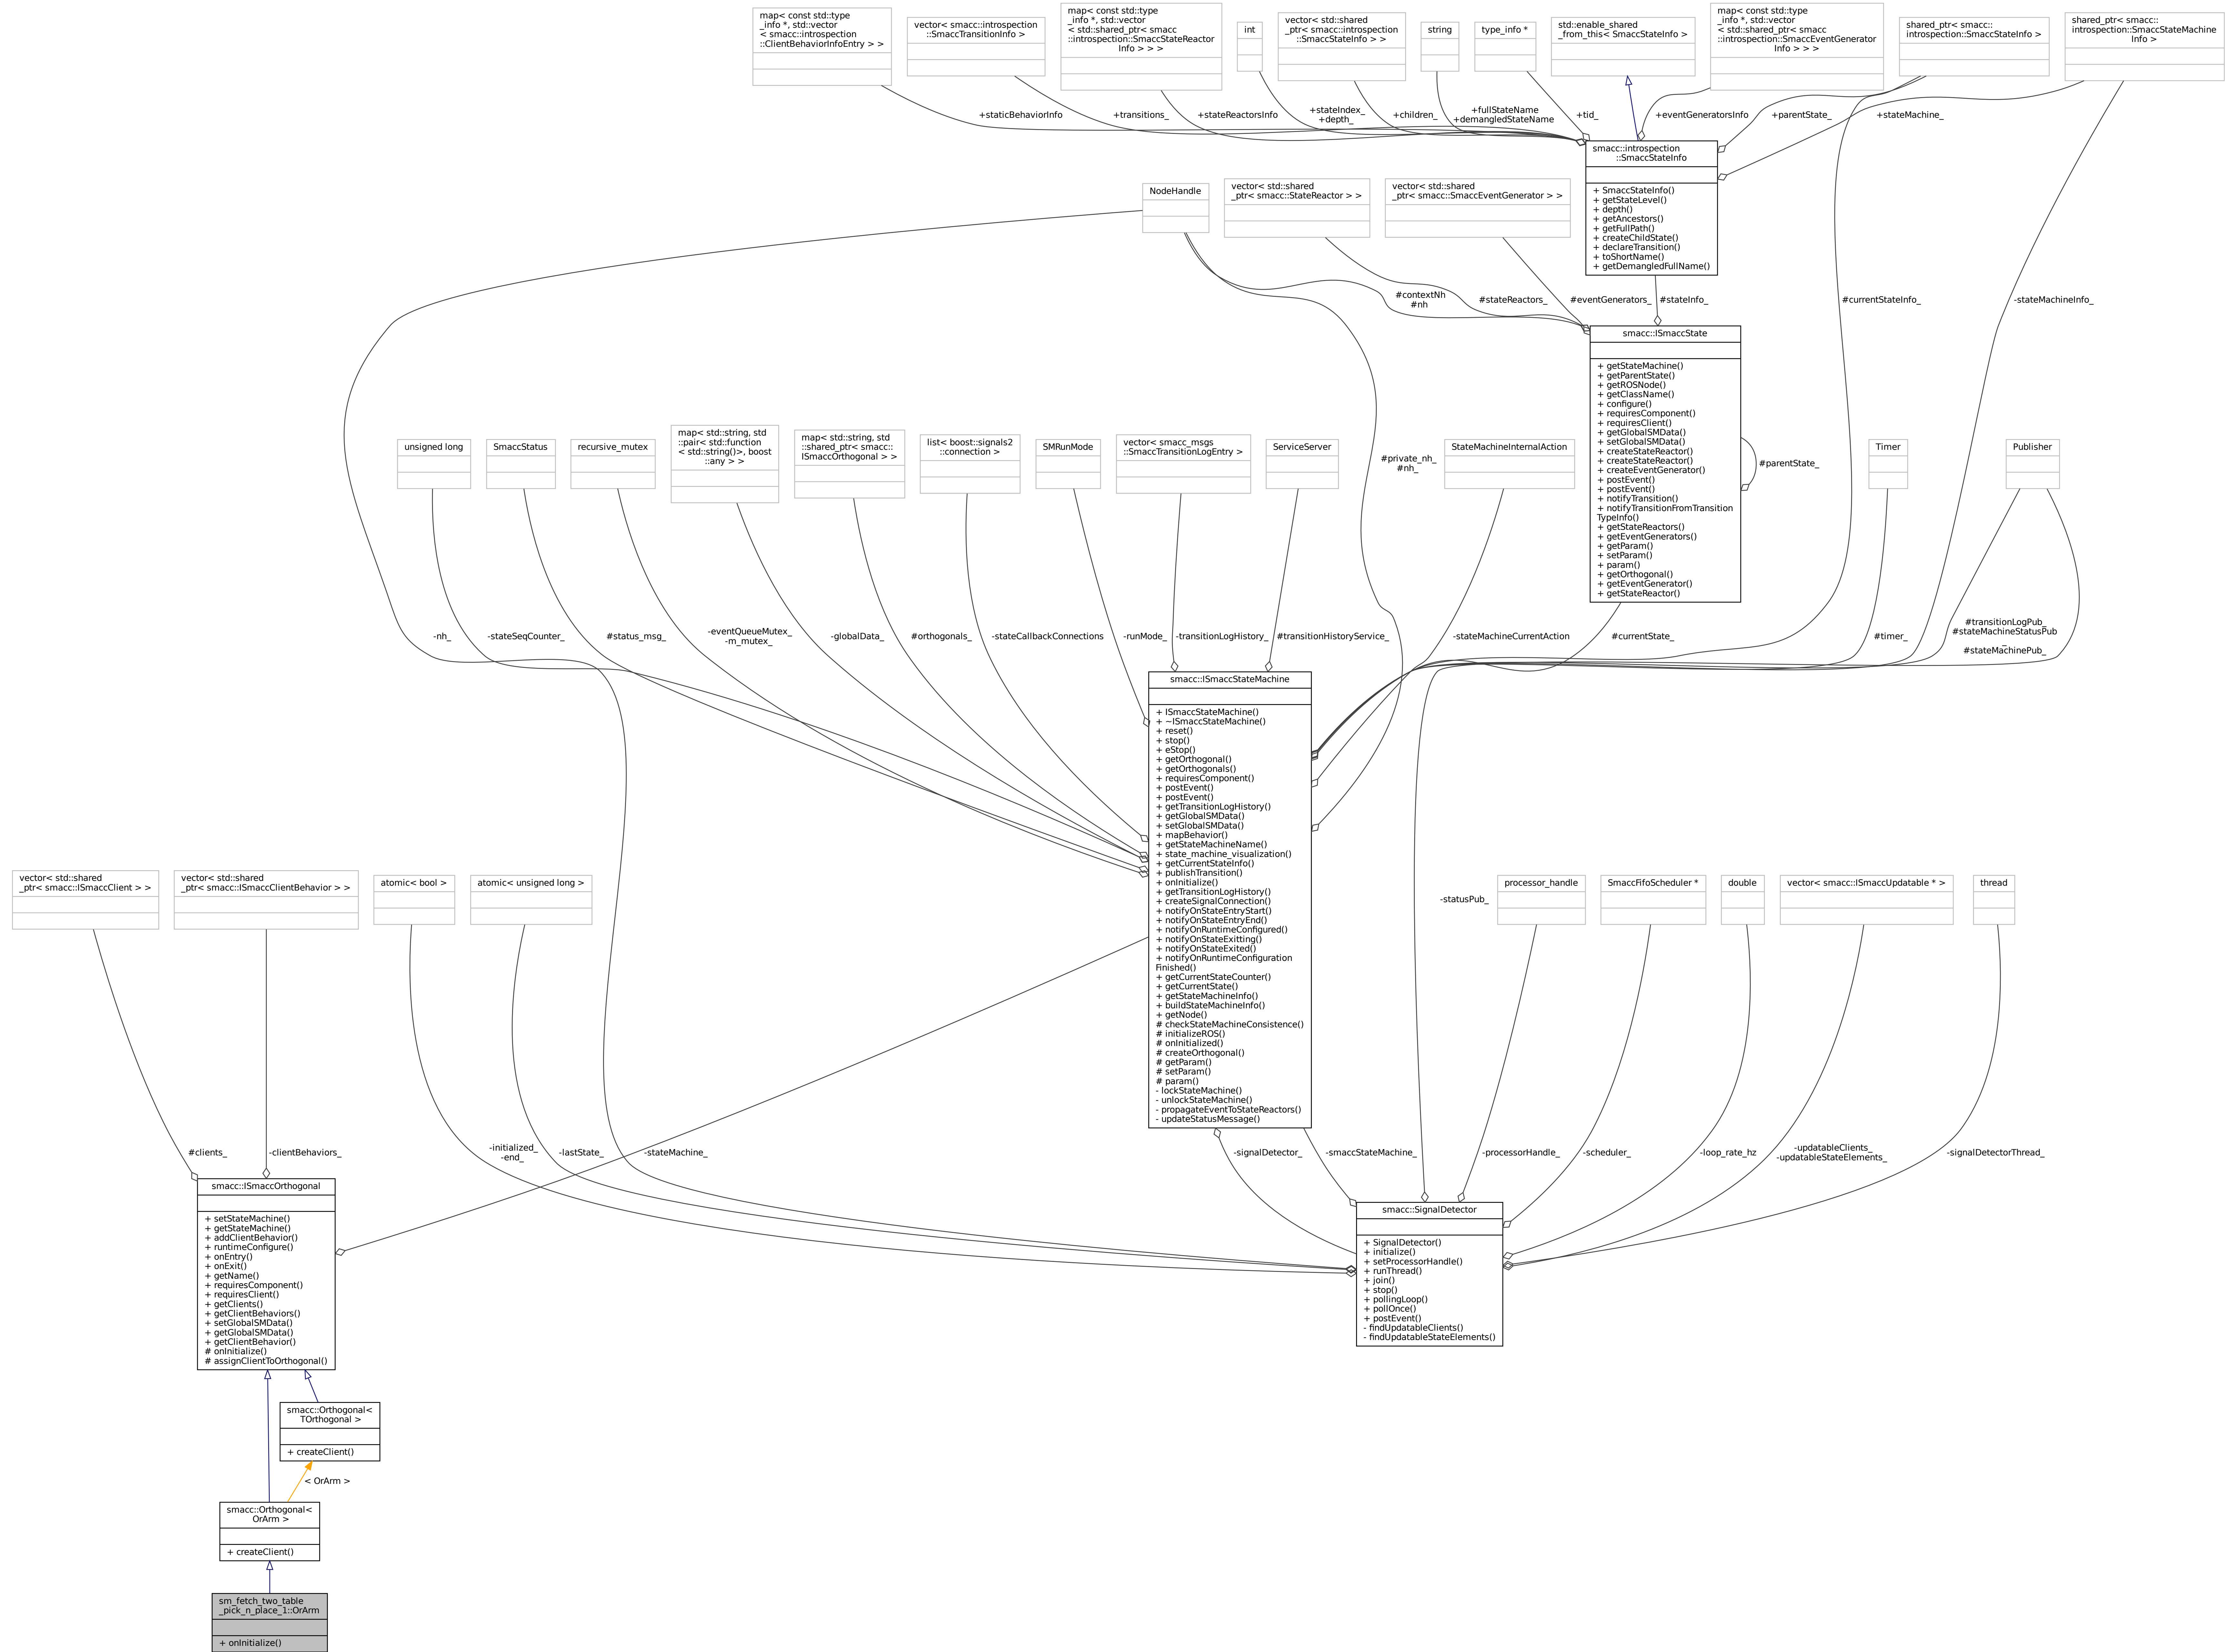 map< const std::type
_info *, std::vector
< smacc::introspection
::ClientBehaviorInfoEntry > >
vector< smacc::introspection
::SmaccTransitionInfo >
map< const std::type
_info *, std::vector
< std::shared_ptr< smacc
::introspection::SmaccStateReactor
Info > > >
int
vector< std::shared
_ptr< smacc::introspection
::SmaccStateInfo > >
string
type_info *
std::enable_shared
_from_this< SmaccStateInfo >
map< const std::type
_info *, std::vector
< std::shared_ptr< smacc
::introspection::SmaccEventGenerator
Info > > >
shared_ptr< smacc::
introspection::SmaccStateInfo >
shared_ptr< smacc::
introspection::SmaccStateMachine
Info >
+staticBehaviorInfo
+transitions_
+stateReactorsInfo
+stateIndex_
+depth_
+children_
+fullStateName
+demangledStateName
+tid_
+eventGeneratorsInfo
+parentState_
+stateMachine_
smacc::introspection
::SmaccStateInfo
+ SmaccStateInfo()
+ getStateLevel()
+ depth()
+ getAncestors()
+ getFullPath()
+ createChildState()
+ declareTransition()
+ toShortName()
+ getDemangledFullName()
NodeHandle
vector< std::shared
_ptr< smacc::StateReactor > >
vector< std::shared
_ptr< smacc::SmaccEventGenerator > >
#contextNh
#nh
#stateReactors_
#eventGenerators_
#stateInfo_
#currentStateInfo_
-stateMachineInfo_
smacc::ISmaccState
+ getStateMachine()
+ getParentState()
+ getROSNode()
+ getClassName()
+ configure()
+ requiresComponent()
+ requiresClient()
+ getGlobalSMData()
+ setGlobalSMData()
+ createStateReactor()
+ createStateReactor()
+ createEventGenerator()
+ postEvent()
+ postEvent()
+ notifyTransition()
+ notifyTransitionFromTransition
TypeInfo()
+ getStateReactors()
+ getEventGenerators()
+ getParam()
+ setParam()
+ param()
+ getOrthogonal()
+ getEventGenerator()
+ getStateReactor()
#parentState_
unsigned long
SmaccStatus
recursive_mutex
map< std::string, std
::pair< std::function
< std::string()>, boost
::any > >
map< std::string, std
::shared_ptr< smacc::
ISmaccOrthogonal > >
list< boost::signals2
::connection >
SMRunMode
vector< smacc_msgs
::SmaccTransitionLogEntry >
ServiceServer
#private_nh_
#nh_
StateMachineInternalAction
Timer
Publisher
-nh_
-stateSeqCounter_
#status_msg_
-eventQueueMutex_
-m_mutex_
-globalData_
#orthogonals_
-stateCallbackConnections
-runMode_
-transitionLogHistory_
#transitionHistoryService_
-stateMachineCurrentAction
#currentState_
#timer_
#transitionLogPub_
#stateMachineStatusPub
_
#stateMachinePub_
smacc::ISmaccStateMachine
+ ISmaccStateMachine()
+ ~ISmaccStateMachine()
+ reset()
+ stop()
+ eStop()
+ getOrthogonal()
+ getOrthogonals()
+ requiresComponent()
+ postEvent()
+ postEvent()
+ getTransitionLogHistory()
+ getGlobalSMData()
+ setGlobalSMData()
+ mapBehavior()
+ getStateMachineName()
+ state_machine_visualization()
+ getCurrentStateInfo()
+ publishTransition()
+ onInitialize()
+ getTransitionLogHistory()
+ createSignalConnection()
+ notifyOnStateEntryStart()
+ notifyOnStateEntryEnd()
+ notifyOnRuntimeConfigured()
+ notifyOnStateExitting()
+ notifyOnStateExited()
+ notifyOnRuntimeConfiguration
Finished()
+ getCurrentStateCounter()
+ getCurrentState()
+ getStateMachineInfo()
+ buildStateMachineInfo()
+ getNode()
# checkStateMachineConsistence()
# initializeROS()
# onInitialized()
# createOrthogonal()
# getParam()
# setParam()
# param()
- lockStateMachine()
- unlockStateMachine()
- propagateEventToStateReactors()
- updateStatusMessage()
vector< std::shared
_ptr< smacc::ISmaccClient > >
vector< std::shared
_ptr< smacc::ISmaccClientBehavior > >
atomic< bool >
atomic< unsigned long >
-statusPub_
processor_handle
SmaccFifoScheduler *
double
vector< smacc::ISmaccUpdatable * >
thread
#clients_
-clientBehaviors_
-initialized_
-end_
-lastState_
-stateMachine_
-signalDetector_
-smaccStateMachine_
-processorHandle_
-scheduler_
-loop_rate_hz
-updatableClients_
-updatableStateElements_
-signalDetectorThread_
smacc::ISmaccOrthogonal
+ setStateMachine()
+ getStateMachine()
+ addClientBehavior()
+ runtimeConfigure()
+ onEntry()
+ onExit()
+ getName()
+ requiresComponent()
+ requiresClient()
+ getClients()
+ getClientBehaviors()
+ setGlobalSMData()
+ getGlobalSMData()
+ getClientBehavior()
# onInitialize()
# assignClientToOrthogonal()
smacc::SignalDetector
+ SignalDetector()
+ initialize()
+ setProcessorHandle()
+ runThread()
+ join()
+ stop()
+ pollingLoop()
+ pollOnce()
+ postEvent()
- findUpdatableClients()
- findUpdatableStateElements()
smacc::Orthogonal<
TOrthogonal >
+ createClient()
< OrArm >
smacc::Orthogonal<
OrArm >
+ createClient()
sm_fetch_two_table
_pick_n_place_1::OrArm
+ onInitialize()